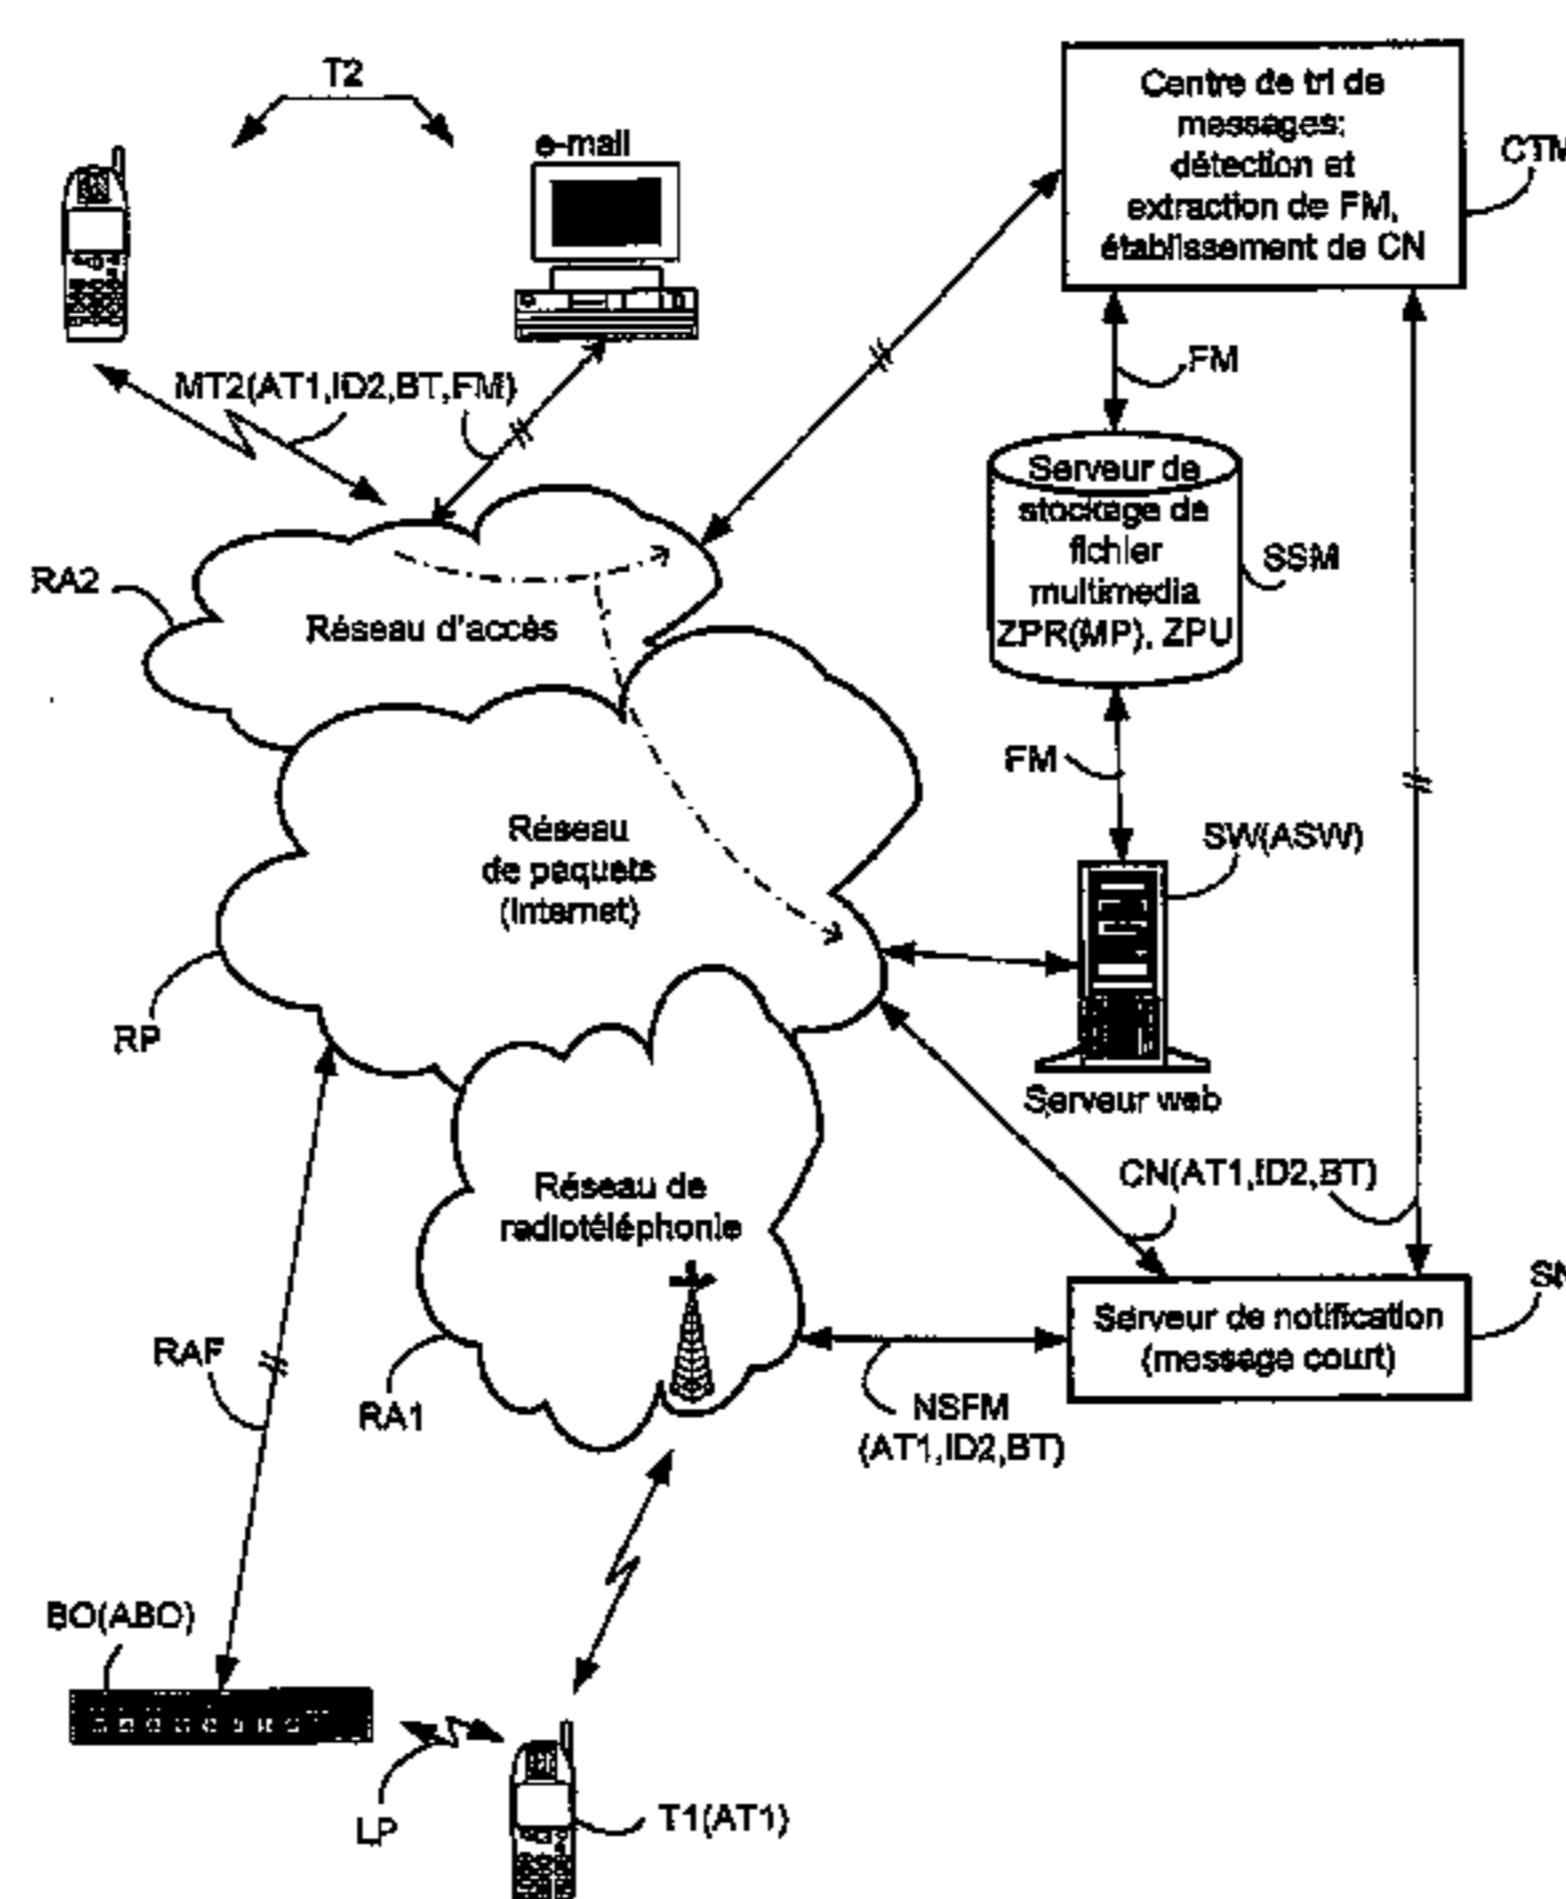 T2
e-mail
Centre de tri de
messages:
détection et
extraction de FM,
établissement de CN
CTM
MT2(AT1,ID2,BT,FM)
FM
Serveur de
stockage de
fichier
multimedia
ZPR(MP), ZPU
SSM
RA2
Réseau d'accès
FM
Réseau
de paquets
(Internet)
SW(ASW)
RP
Serveur web
CN(AT1,ID2,BT)
Réseau de
radiotéléphonie
SN
Serveur de notification
(message court)
RAF
RA1
NSFM
(AT1,ID2,BT)
BO(ABO)
LP
T1(AT1)